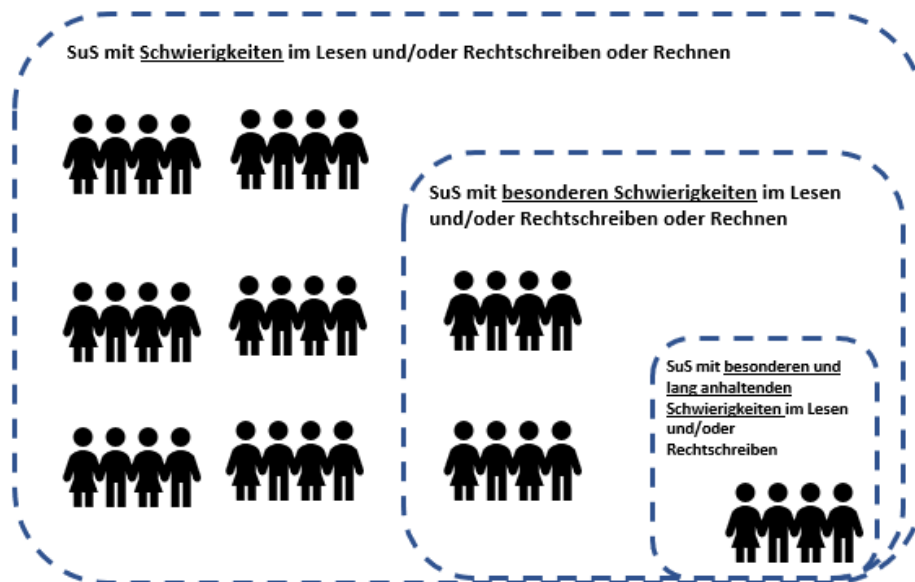 SuS mit Schwierigkeiten im Lesen und/oder Rechtschreiben oder Rechnen
SuS mit besonderen Schwierigkeiten im Lesen
und/oder Rechtschreiben oder Rechnen
SuS mit besonderen und
lang anhaltenden
Schwierigkeiten im Lesen
und/oder
Rechtschreiben